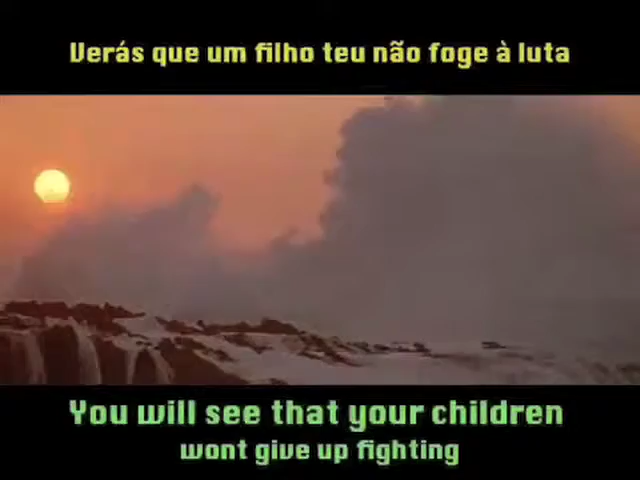 Verás que um filho teu não foge à luta
You will see that your children
wont give up fighting